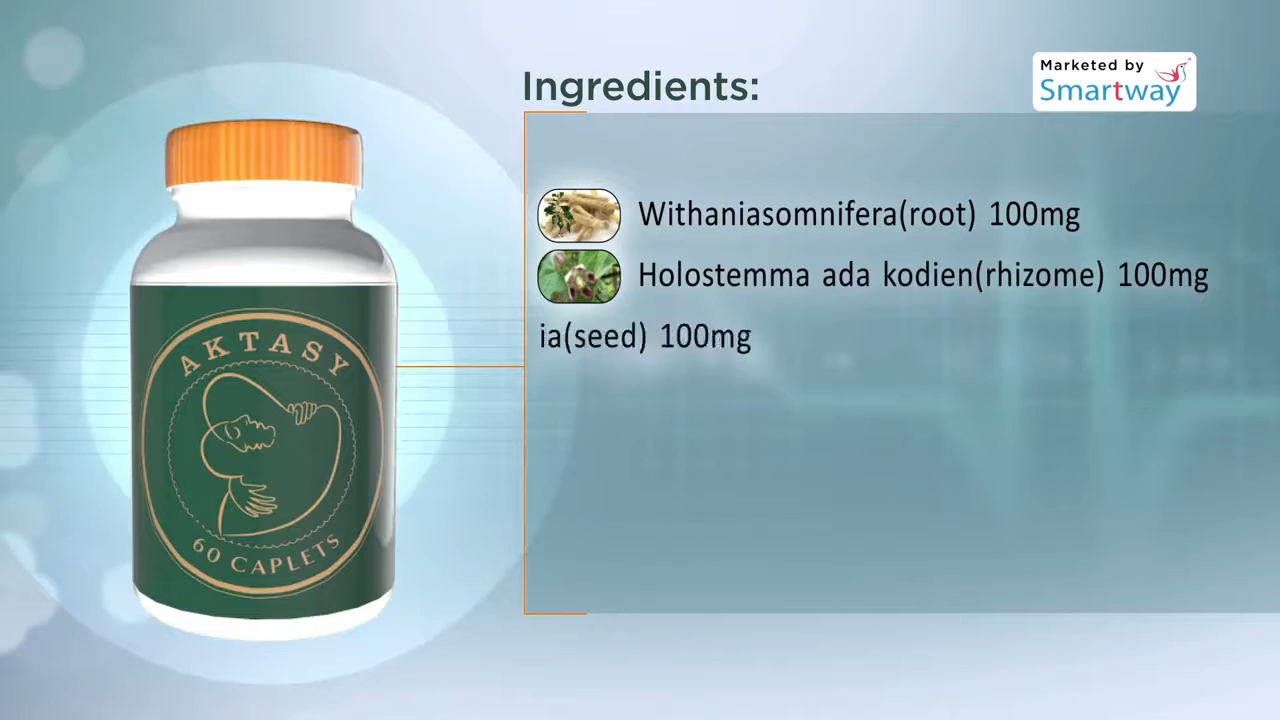 Ingredients:
Marketed by
Smartway
Withaniasomnifera(root) 100mg
Holostemma ada kodien(rhizome) 100mg
ia(seed) 100mg
AKTASY
60 CAPLETS